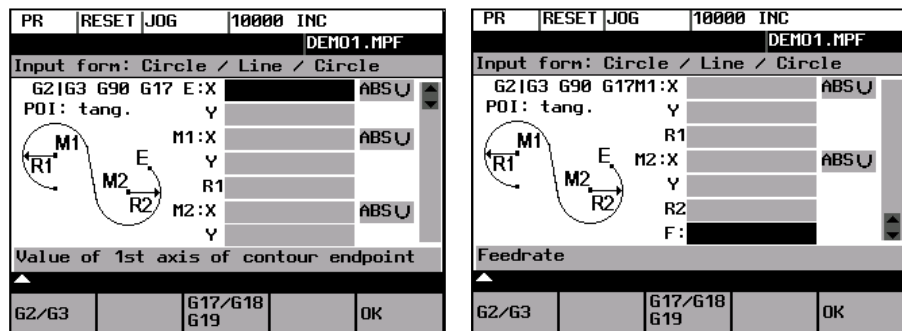 PR RESET JOG 10000 INC
DEMO1.MPF
Input form: Circle / Line / Circle
G2|G3 G90 G17 E:X ABS
POI: tang. Y
M1:X ABS
Y
R1
M2:X ABS
Y
M1
R1
E
M2
R2
Value of 1st axis of contour endpoint
G2/G3 G17/G18 OK
G19
PR RESET JOG 10000 INC
DEMO1.MPF
Input form: Circle / Line / Circle
G2|G3 G90 G17M1:X ABS
POI: tang. Y
R1
M2:X ABS
Y
R2
F:
M1
R1
E
M2
R2
Feedrate
G2/G3 G17/G18 OK
G19